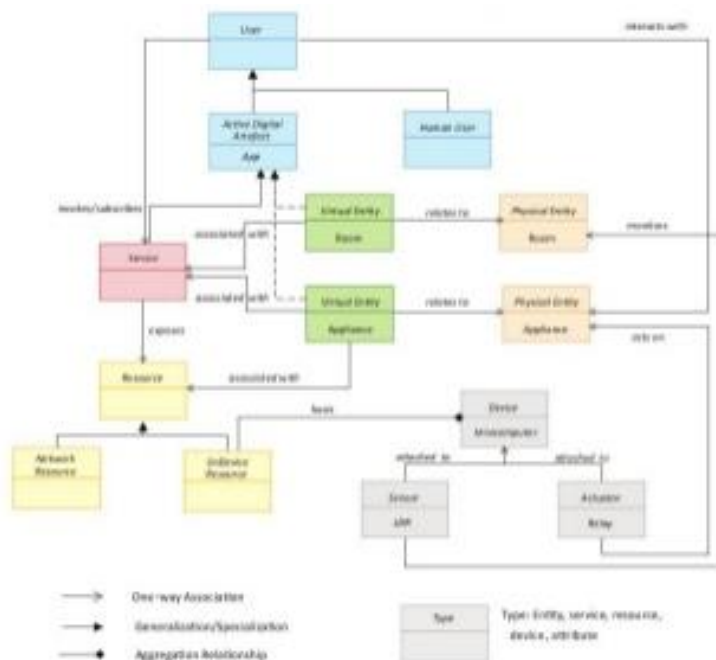 User
interacts with
Active Digital
Artefact
App
Human User
invokes/subscribes
Virtual Entity
Room
relates to
Physical Entity
Room
associated with
monitors
Service
associated with
Virtual Entity
Appliance
relates to
Physical Entity
Appliance
exposes
acts on
Resource
associated with
hosts
Device
Minicomputer
Network
Resource
OnDevice
Resource
attached to
attached to
Sensor
Actuator
Relay
One-way Association
Generalization/Specialization
Aggregation Relationship
Type
Type: Entity, service, resource,
device, attribute